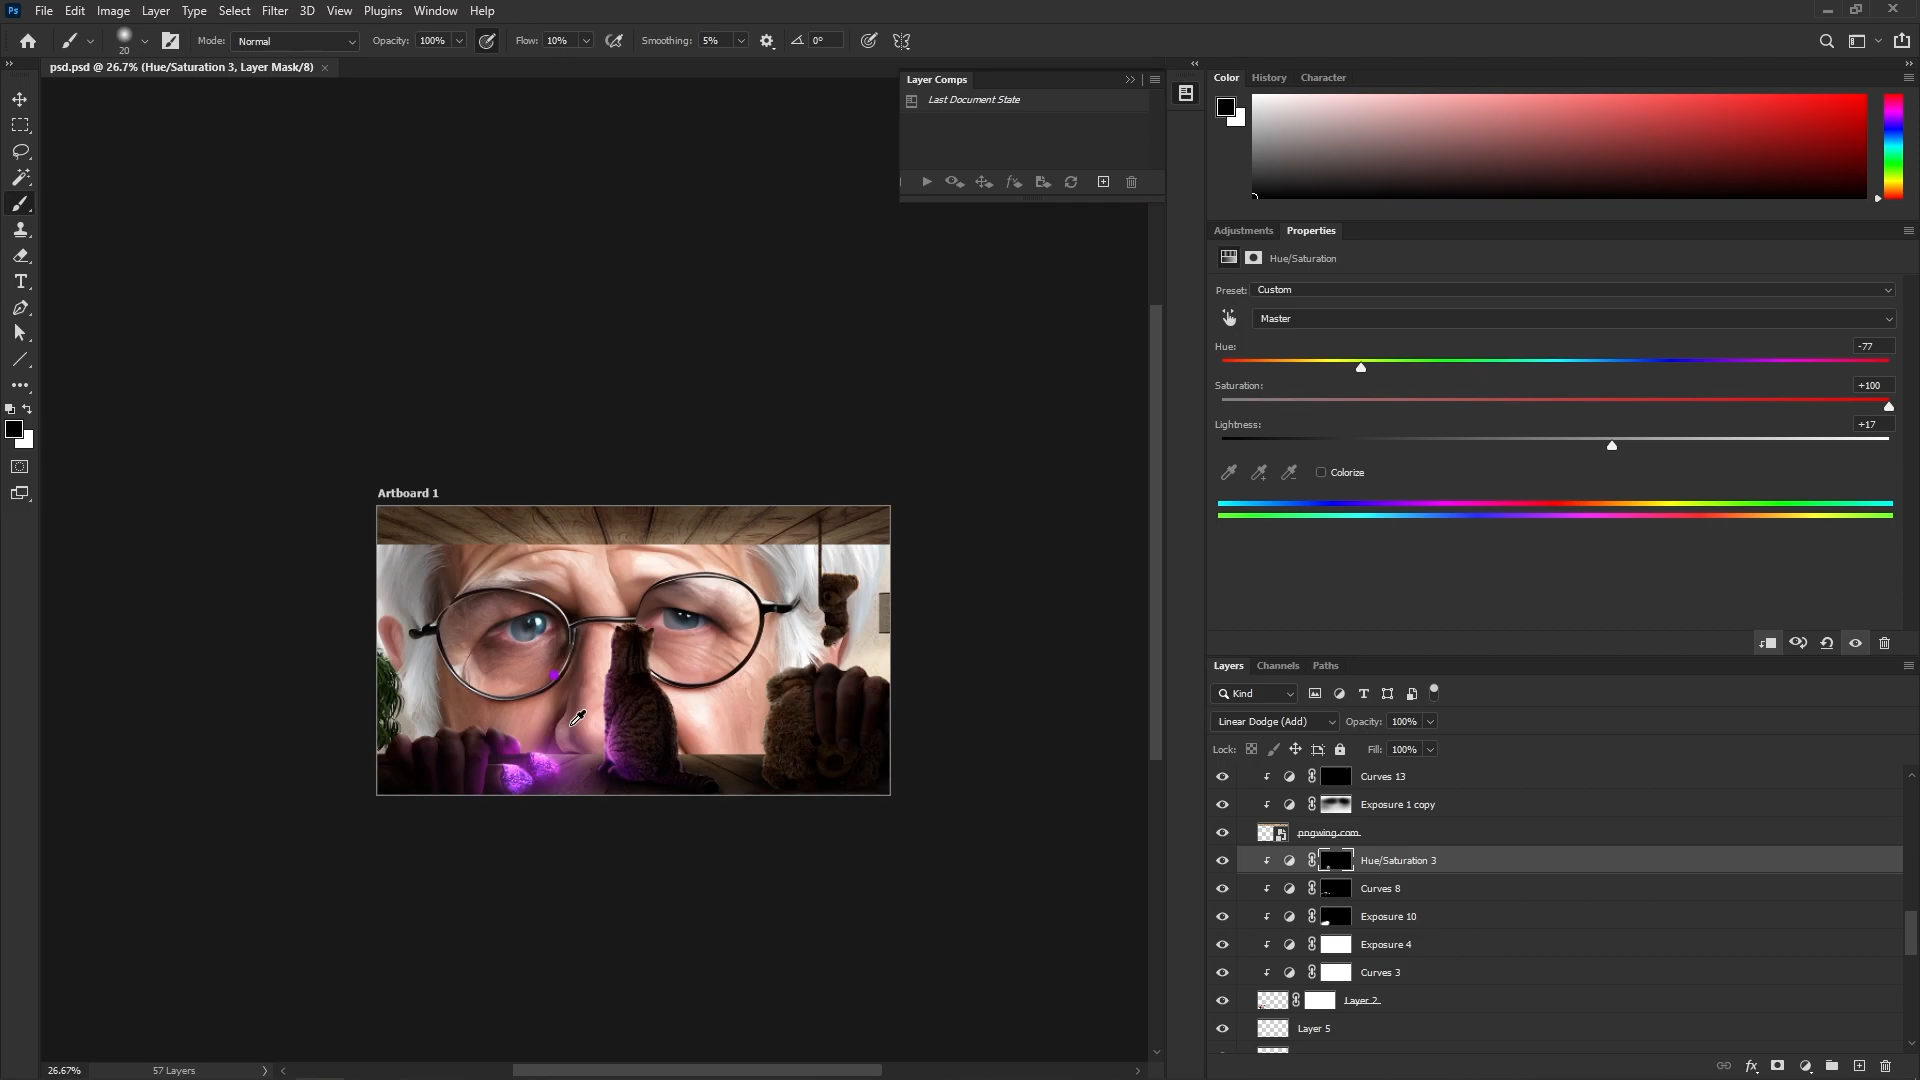 Ps File Edit Image Layer Type Select Filter 3D View Plugins Window Help
20 Mode: Normal Opacity: 100% Flow: 10% Smoothing: 5% 0°
psd.psd @ 26.7% (Hue/Saturation 3, Layer Mask/8)
Layer Comps
Last Document State
Color History Character
Adjustments Properties
Hue/Saturation
Preset: Custom
Master
Hue: -77
Saturation: +100
Lightness: +17
Colorize
Artboard 1
Layers Channels Paths
Kind
Linear Dodge (Add) Opacity: 100%
Lock: Fill: 100%
Curves 13
Exposure 1 copy
pngwing.com
Hue/Saturation 3
Curves 8
Exposure 10
Exposure 4
Curves 3
Layer 2
Layer 5
26.67% 57 Layers